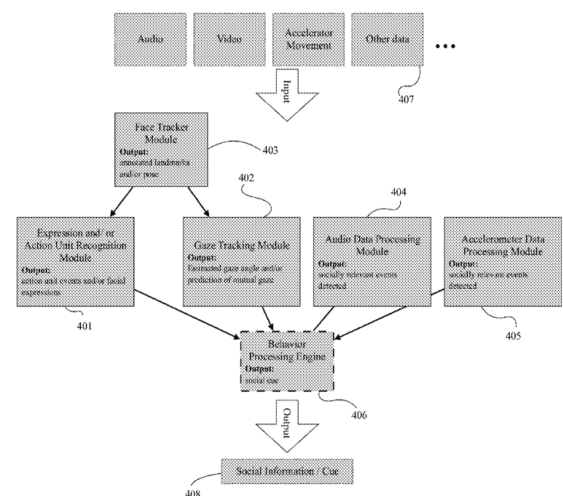 Audio
Video
Accelerator
Movement
Other data
...
407
Input
Face Tracker
Module
Output:
annotated landmarks
and/or pose
403
402
404
Expression and/ or
Action Unit Recognition
Module
Output:
action unit events and/or facial
expressions
401
Gaze Tracking Module
Output:
Estimated gaze angle and/or
prediction of mutual gaze
Audio Data Processing
Module
Output:
socially relevant events
detected
Accelerometer Data
Processing Module
Output:
socially relevant events
detected
405
Behavior
Processing Engine
Output:
social cue
406
Output
Social Information / Cue
408